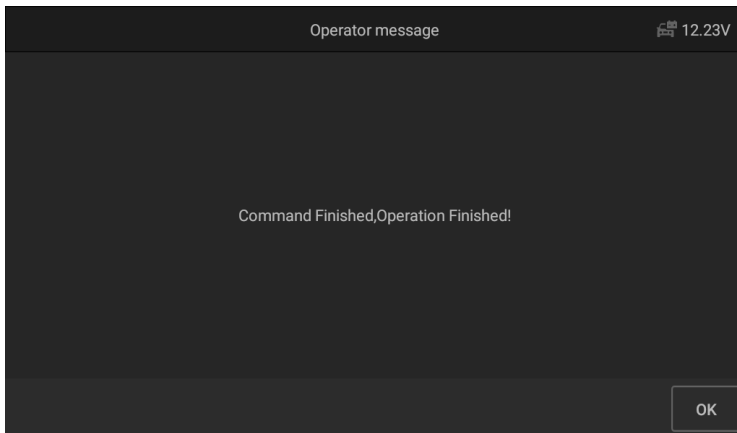 Operator message
12.23V
Command Finished,Operation Finished!
OK